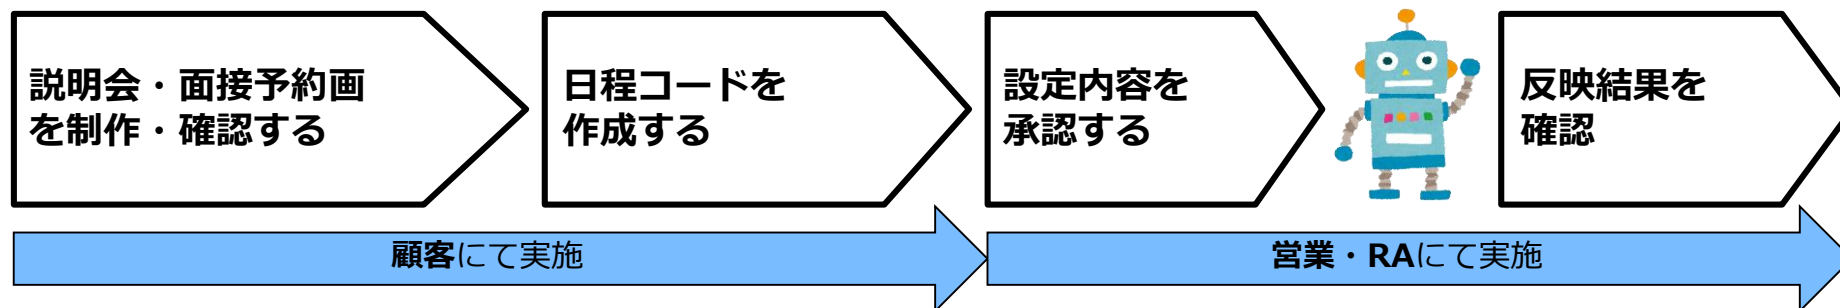 説明会・面接予約画
を制作・確認する
日程コードを
作成する
設定内容を
承認する
反映結果を
確認
顧客にて実施
営業・RAにて実施